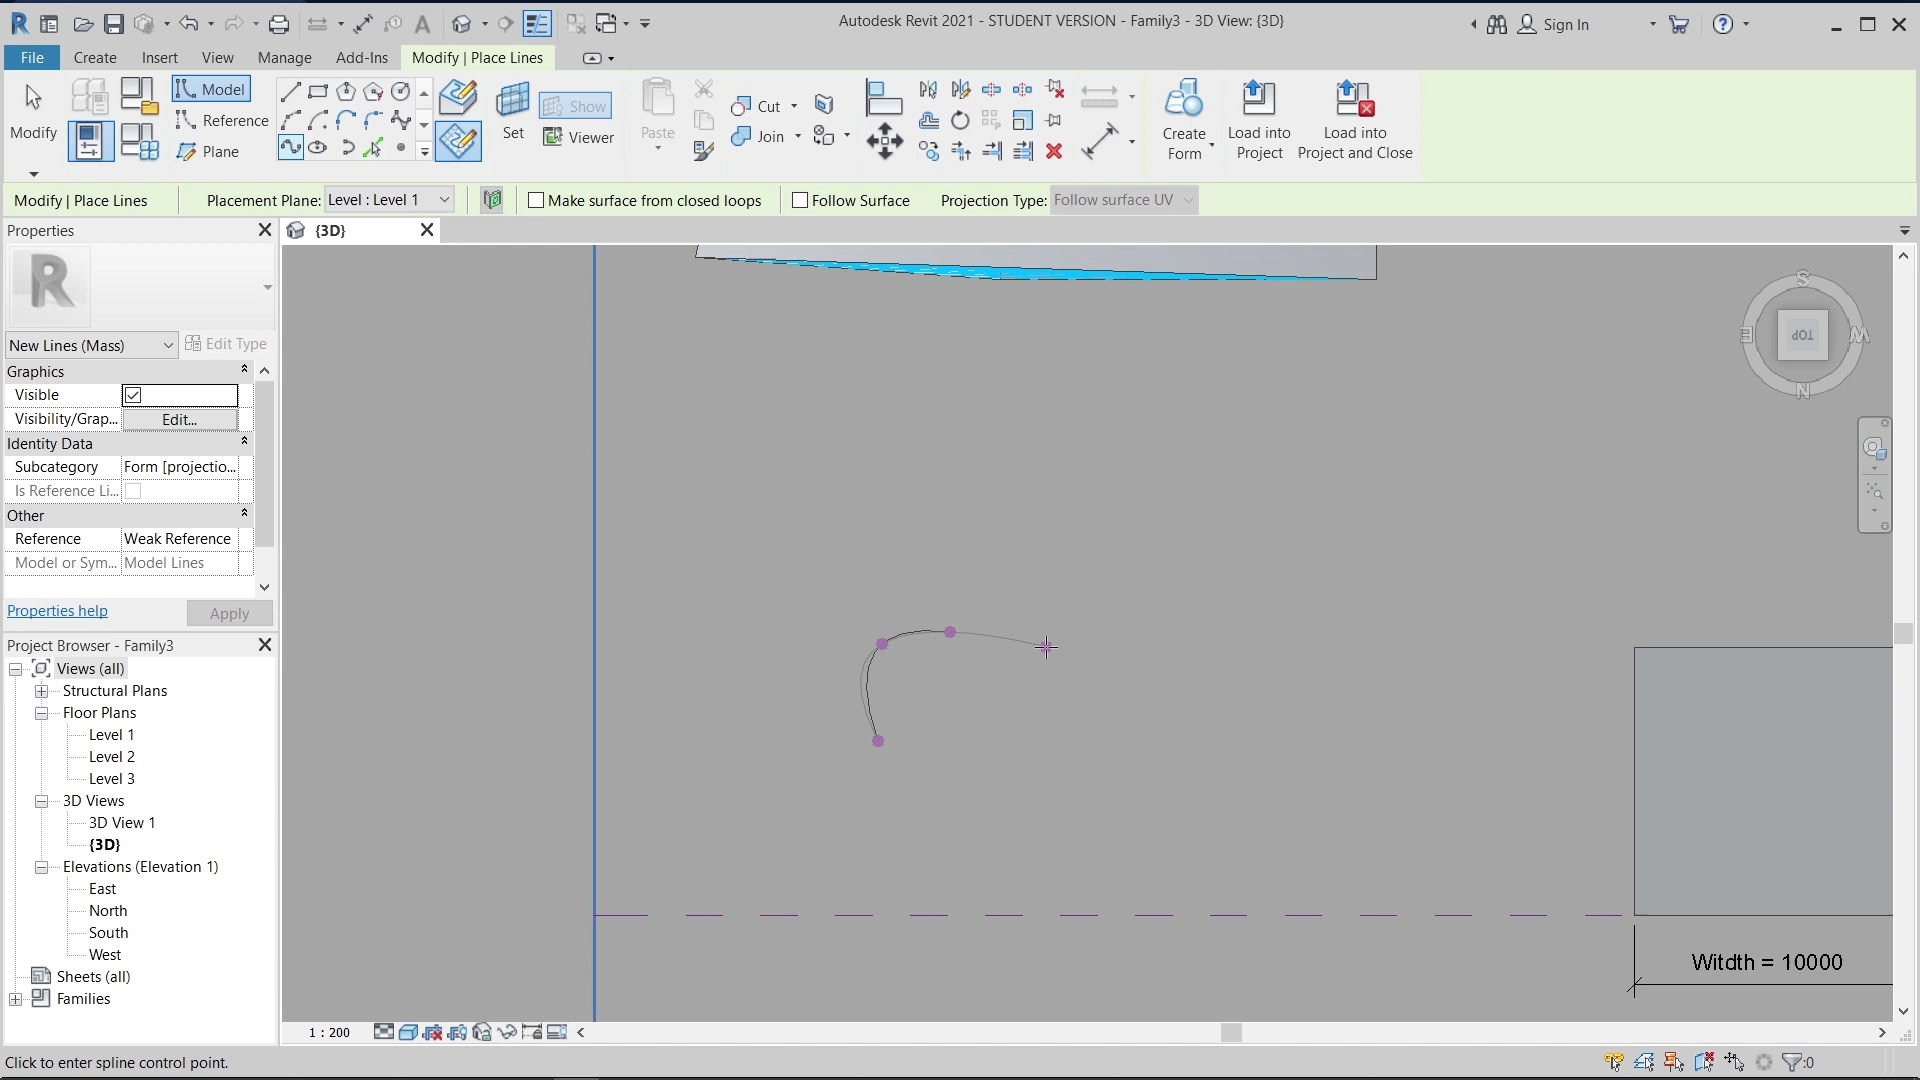 Autodesk Revit 2021 - STUDENT VERSION - Family3 - 3D View: {3D}
Sign In
File
Create
Insert
View
Manage
Add-Ins
Modify | Place Lines
Modify
Model
Reference
Plane
Set
Show
Viewer
Paste
Cut
Join
Create
Form
Load into
Project
Load into
Project and Close
Modify | Place Lines
Placement Plane: Level : Level 1
Make surface from closed loops
Follow Surface
Projection Type: Follow surface UV
Properties
{3D}
R
New Lines (Mass)
Edit Type
Graphics
Visible
Visibility/Grap... Edit...
Identity Data
Subcategory Form [projectio...
Is Reference Li...
Other
Reference Weak Reference
Model or Sym... Model Lines
Properties help
Apply
Project Browser - Family3
Views (all)
Structural Plans
Floor Plans
Level 1
Level 2
Level 3
3D Views
3D View 1
{3D}
Elevations (Elevation 1)
East
North
South
West
Sheets (all)
Families
S
E
TOP
W
N
Witdth = 10000
1 : 200
Click to enter spline control point.
:0